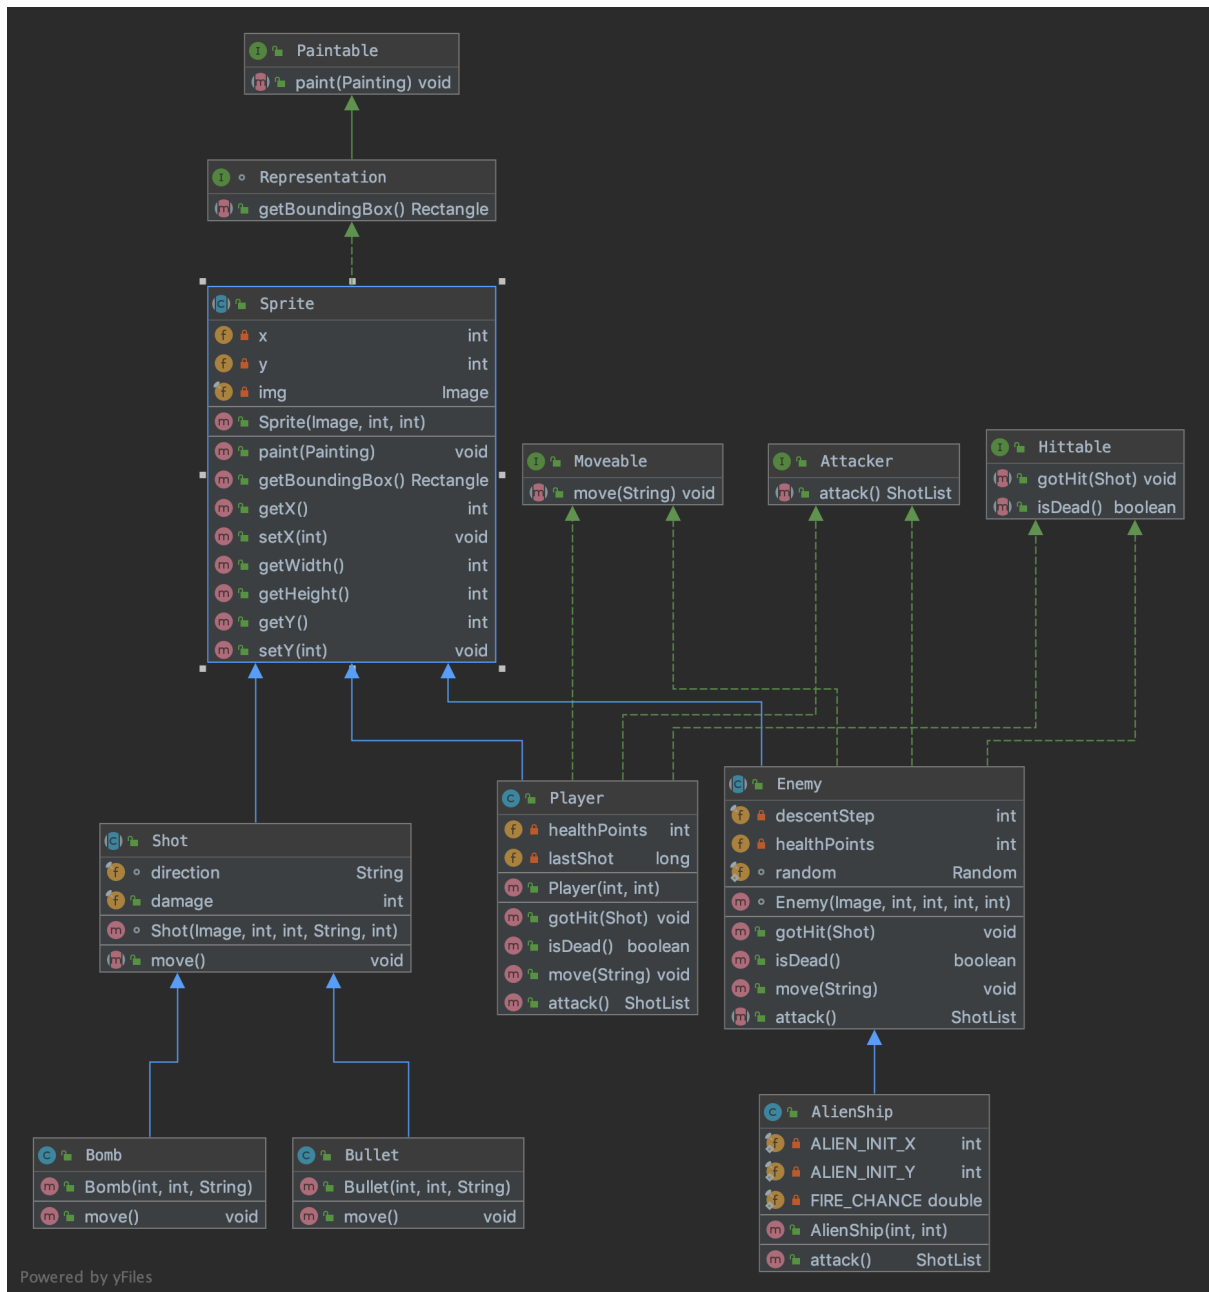 Paintable
paint(Painting) void
Representation
getBoundingBox() Rectangle
Sprite
x int
y int
img Image
Sprite(Image, int, int)
paint(Painting) void
getBoundingBox() Rectangle
getX() int
setX(int) void
getWidth() int
getHeight() int
getY() int
setY(int) void
Moveable
move(String) void
Attacker
attack() ShotList
Hittable
gotHit(Shot) void
isDead() boolean
Shot
direction String
damage int
Shot(Image, int, int, String, int)
move() void
Player
healthPoints int
lastShot long
Player(int, int)
gotHit(Shot) void
isDead() boolean
move(String) void
attack() ShotList
Enemy
descentStep int
healthPoints int
random Random
Enemy(Image, int, int, int, int)
gotHit(Shot) void
isDead() boolean
move(String) void
attack() ShotList
Bomb
Bomb(int, int, String)
move() void
Bullet
Bullet(int, int, String)
move() void
AlienShip
ALIEN_INIT_X int
ALIEN_INIT_Y int
FIRE_CHANCE double
AlienShip(int, int)
attack() ShotList
Powered by yFiles